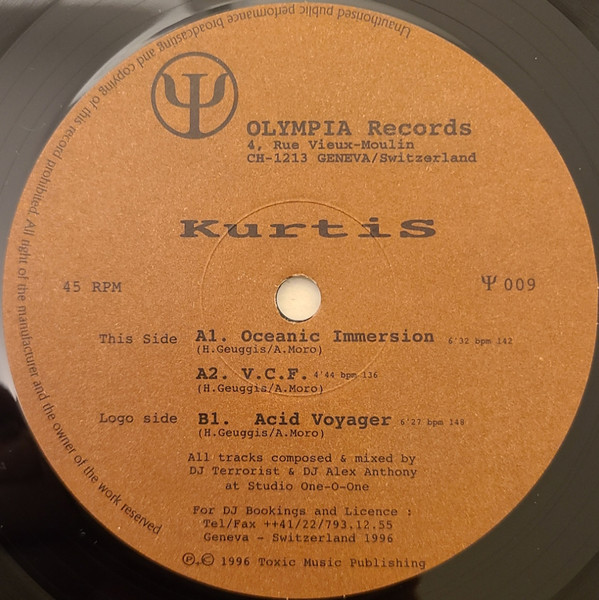 Unauthorised public performance broadcasting and copying of this record prohibited. All right of the manufacturer and the owner of the work reserved
Ψ
OLYMPIA Records
4, Rue Vieux-Moulin
CH-1213 GENEVA/Switzerland
KurtiS
45 RPM
Ψ 009
This Side A1. Oceanic Immersion 6'32 bpm 142
(H.Geuggis/A.Moro)
A2. V.C.F. 4'44 bpm 136
(H.Geuggis/A.Moro)
Logo side B1. Acid Voyager 6'27 bpm 140
(H.Geuggis/A.Moro)
All tracks composed & mixed by
DJ Terrorist & DJ Alex Anthony
at Studio One-O-One
For DJ Bookings and Licence :
Tel/Fax ++41/22/793.12.55
Geneva - Switzerland 1996
℗.© 1996 Toxic Music Publishing